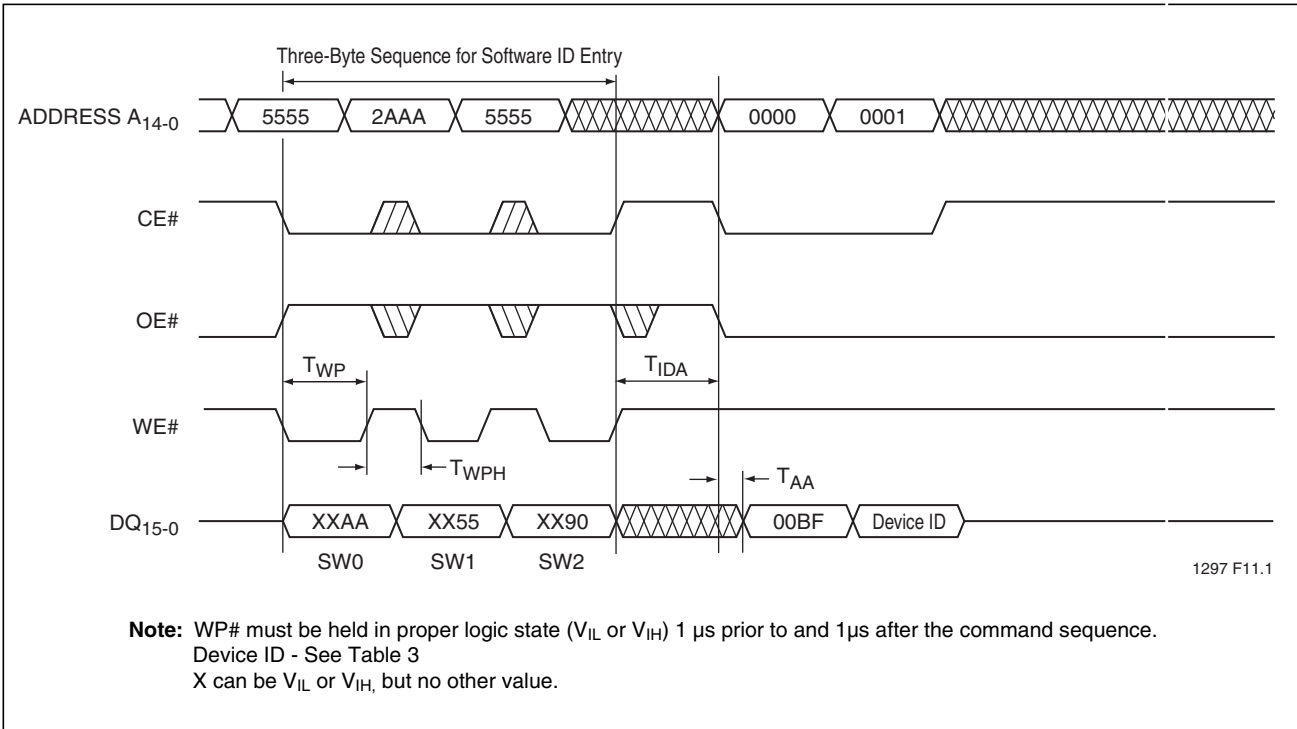 Three-Byte Sequence for Software ID Entry
ADDRESS A14-0
5555 2AAA 5555 0000 0001
CE#
OE#
TWP TIDA
WE#
TWPH TAA
DQ15-0 XXAA XX55 XX90 00BF Device ID
SW0 SW1 SW2
1297 F11.1
Note: WP# must be held in proper logic state (VIL or VIH) 1 µs prior to and 1µs after the command sequence.
Device ID - See Table 3
X can be VIL or VIH, but no other value.